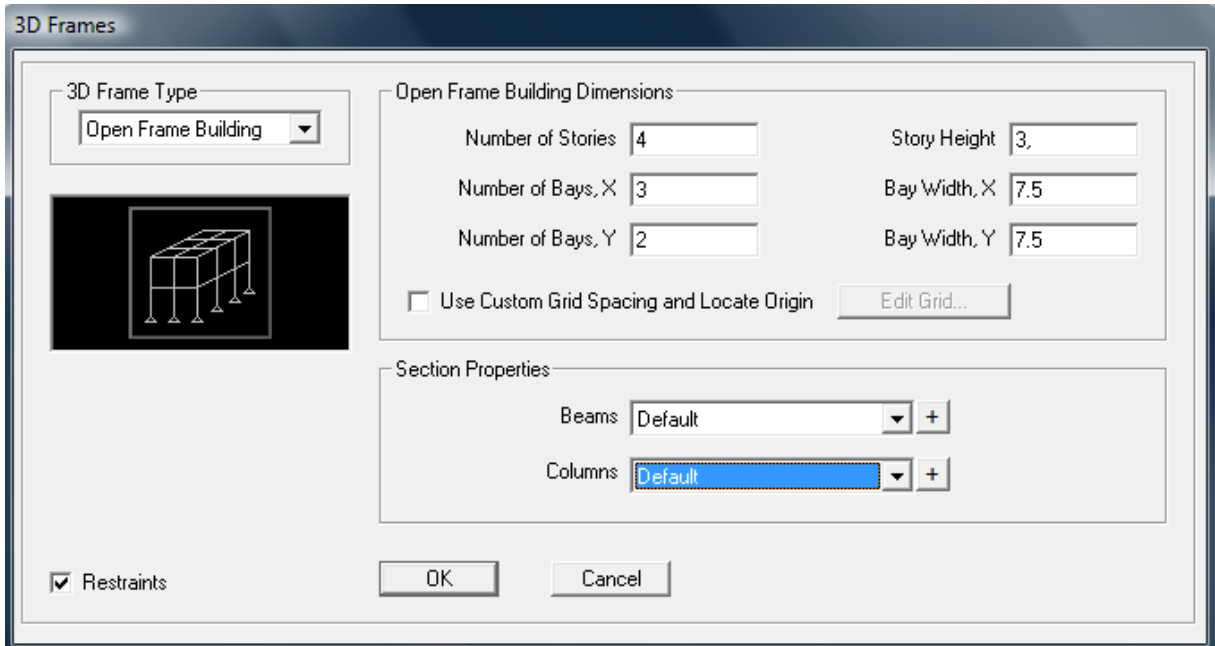 3D Frames
3D Frame Type
Open Frame Building
Open Frame Building Dimensions
Number of Stories 4 Story Height 3,
Number of Bays, X 3 Bay Width, X 7.5
Number of Bays, Y 2 Bay Width, Y 7.5
Use Custom Grid Spacing and Locate Origin Edit Grid...
Section Properties
Beams Default +
Columns Default +
Restraints OK Cancel